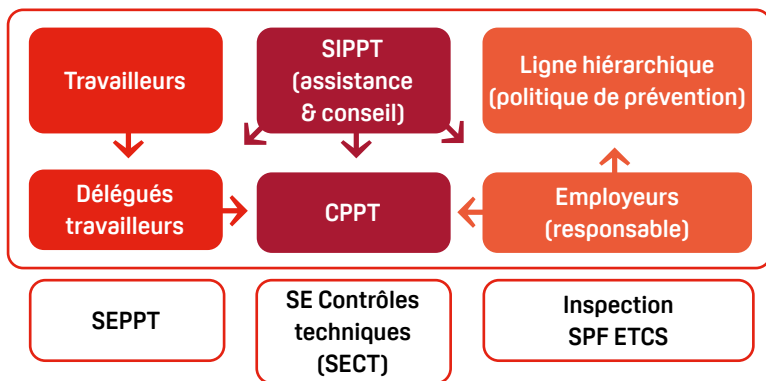 Travailleurs
SIPPT
(assistance
& conseil)
Ligne hiérarchique
(politique de prévention)
Délégués
travailleurs
CPPT
Employeurs
(responsable)
SEPPT
SE Contrôles
techniques
(SECT)
Inspection
SPF ETCS